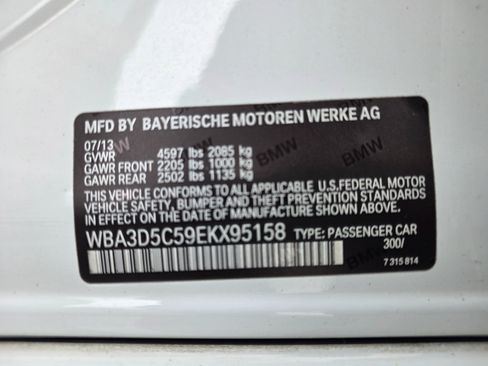 MFD BY BAYERISCHE MOTOREN WERKE AG
07/13
GVWR 4597 lbs 2085 kg
GAWR FRONT 2205 lbs 1000 kg
GAWR REAR 2502 lbs 1135 kg
THIS VEHICLE CONFORMS TO ALL APPLICABLE U.S.FEDERAL MOTOR
VEHICLE SAFETY, BUMPER AND THEFT PREVENTION STANDARDS
IN EFFECT ON THE DATE OF MANUFACTURE SHOWN ABOVE.
WBA3D5C59EKX95158 TYPE: PASSENGER CAR
300/
7 315 814